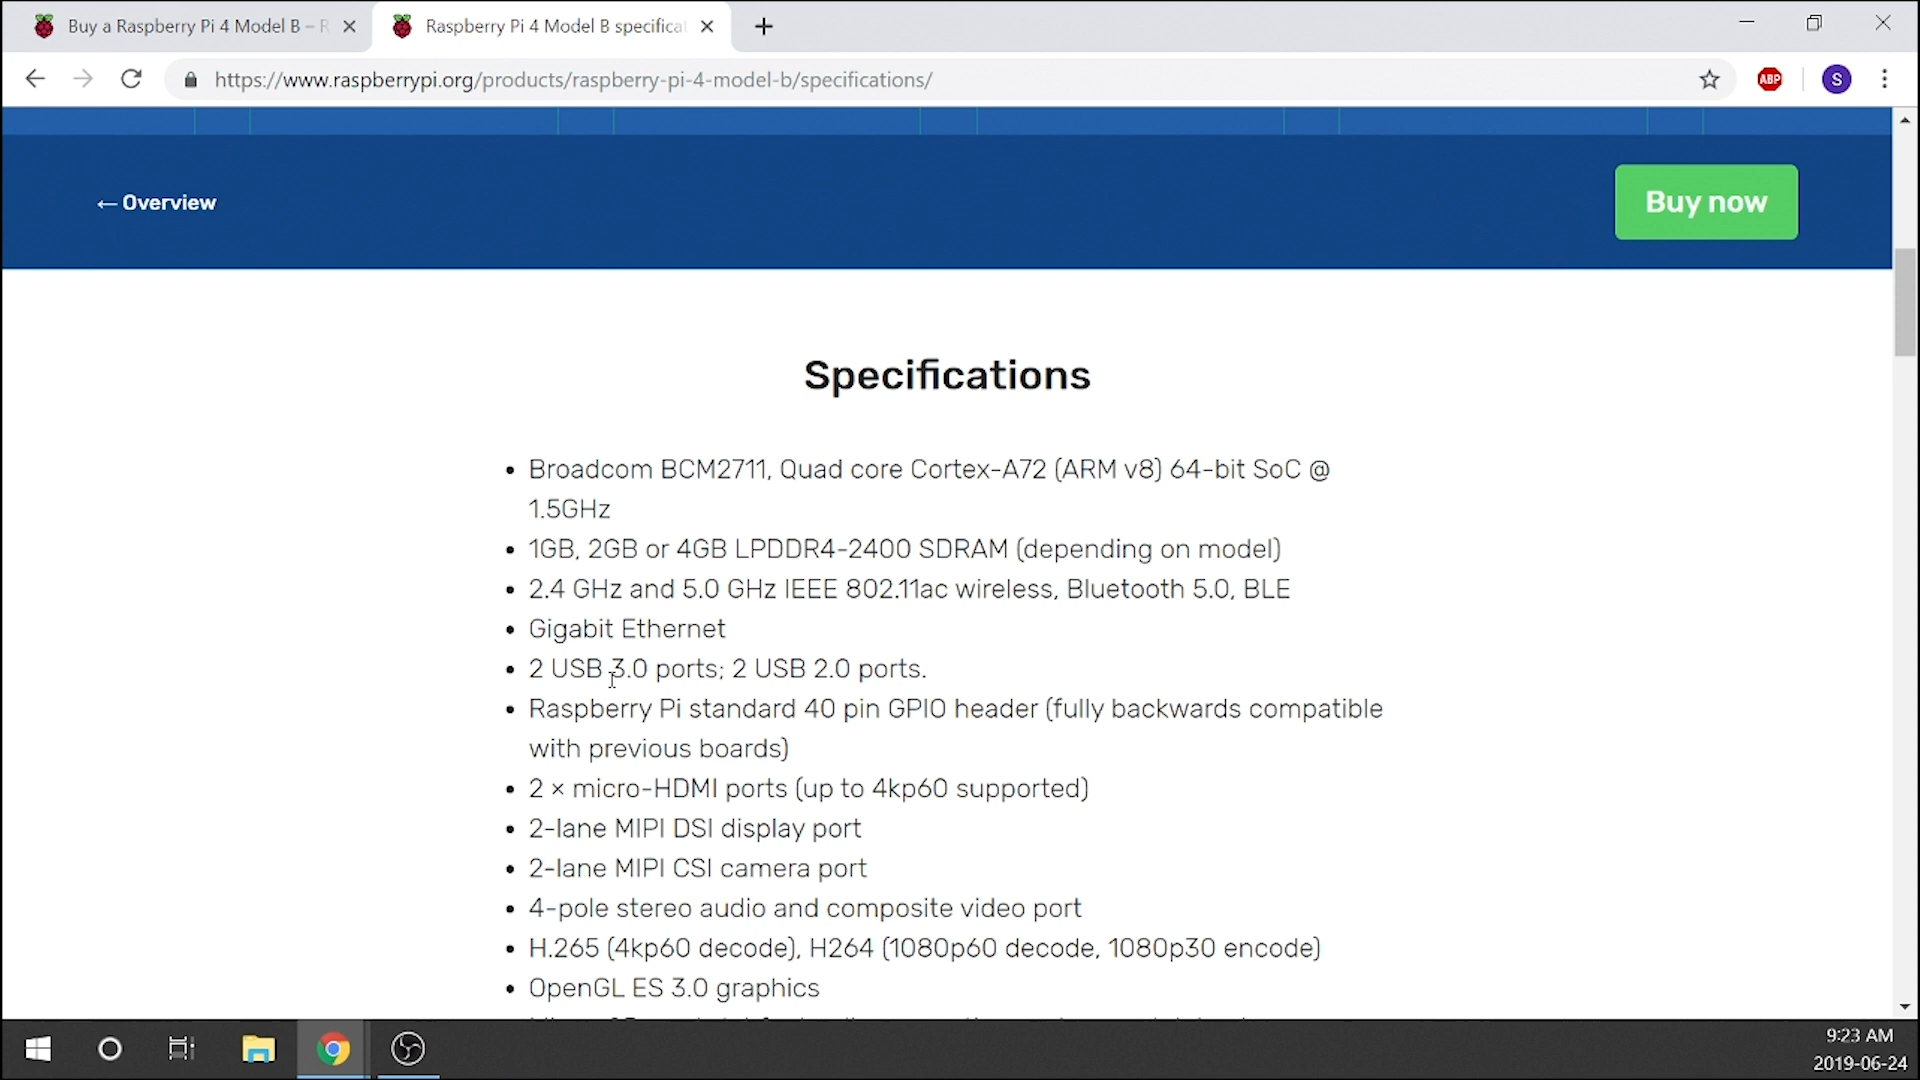 Buy a Raspberry Pi 4 Model B – R
Raspberry Pi 4 Model B specificat
https://www.raspberrypi.org/products/raspberry-pi-4-model-b/specifications/
ABP
S
← Overview
Buy now
Specifications
• Broadcom BCM2711, Quad core Cortex-A72 (ARM v8) 64-bit SoC @
1.5GHz
• 1GB, 2GB or 4GB LPDDR4-2400 SDRAM (depending on model)
• 2.4 GHz and 5.0 GHz IEEE 802.11ac wireless, Bluetooth 5.0, BLE
• Gigabit Ethernet
• 2 USB 3.0 ports; 2 USB 2.0 ports.
• Raspberry Pi standard 40 pin GPIO header (fully backwards compatible
with previous boards)
• 2 × micro-HDMI ports (up to 4kp60 supported)
• 2-lane MIPI DSI display port
• 2-lane MIPI CSI camera port
• 4-pole stereo audio and composite video port
• H.265 (4kp60 decode), H264 (1080p60 decode, 1080p30 encode)
• OpenGL ES 3.0 graphics
9:23 AM
2019-06-24